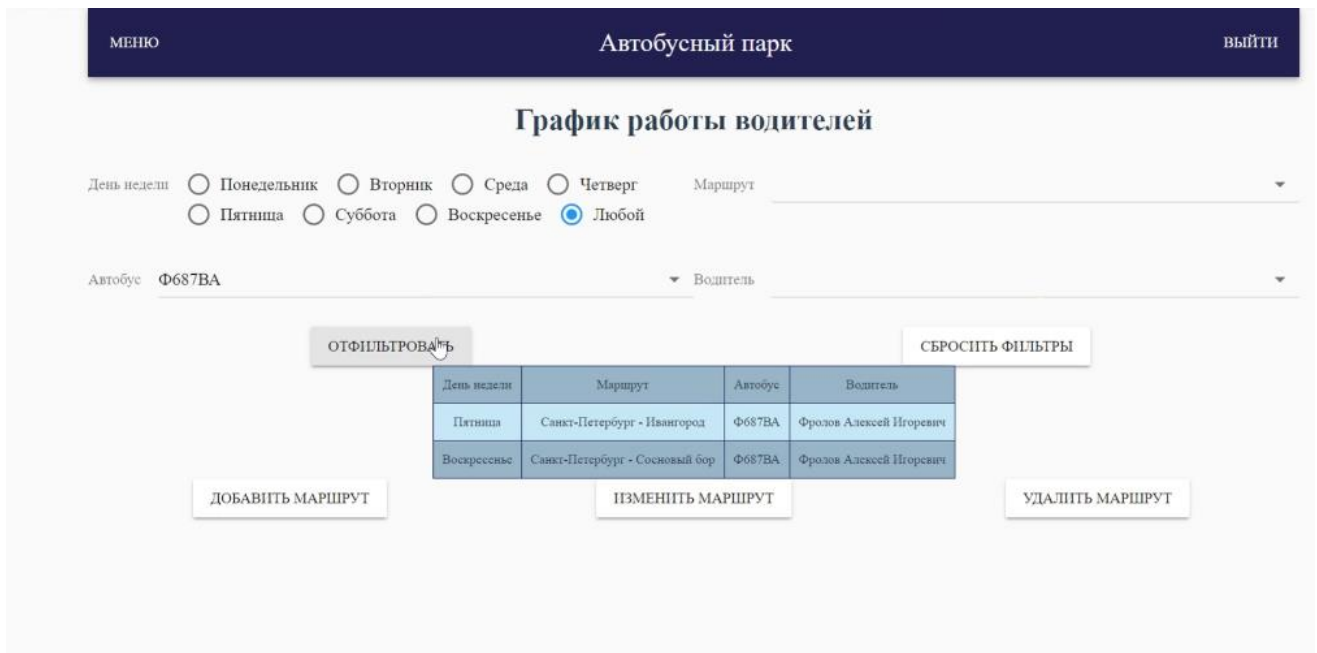 МЕНЮ Автобусный парк ВЫЙТИ
График работы водителей
День недели Понедельник Вторник Среда Четверг Маршрут
Пятница Суббота Воскресенье Любой
Автобус Ф687ВА Водитель
ОТФИЛЬТРОВАТЬ СБРОСИТЬ ФИЛЬТРЫ
День недели Маршрут Автобус Водитель
Пятница Санкт-Петербург - Ивангород Ф687ВА Фролов Алексей Игоревич
Воскресенье Санкт-Петербург - Сосновый бор Ф687ВА Фролов Алексей Игоревич
ДОБАВИТЬ МАРШРУТ ИЗМЕНИТЬ МАРШРУТ УДАЛИТЬ МАРШРУТ